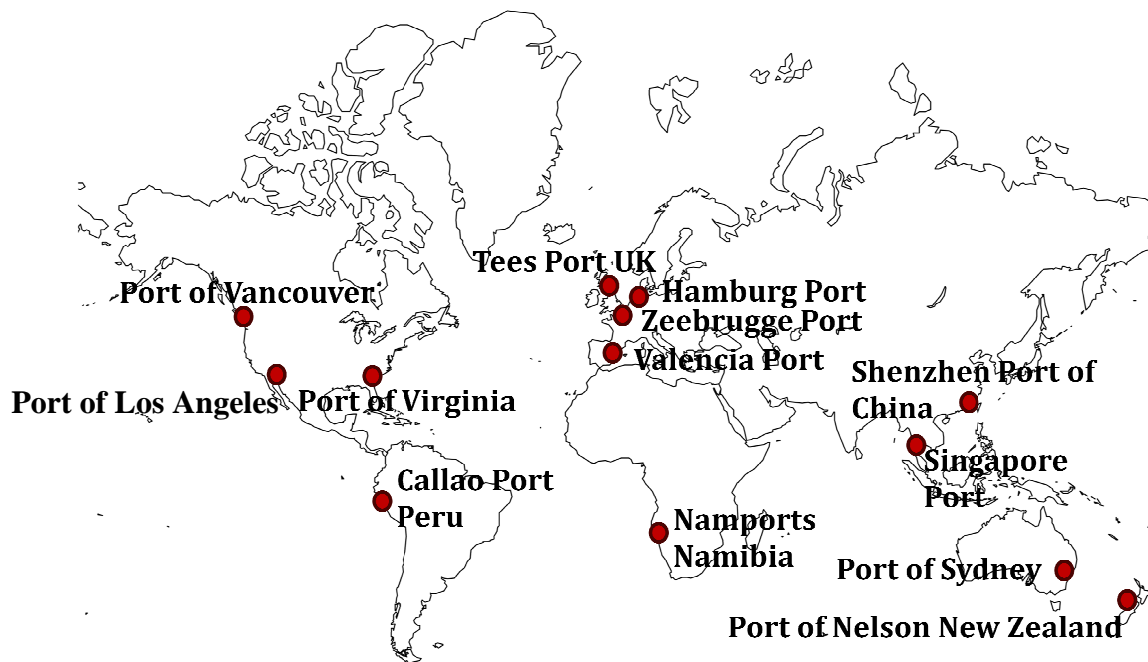 Tees Port UK
Port of Vancouver
Hamburg Port
Zeebrugge Port
Valencia Port
Shenzhen Port of
China
Port of Los Angeles
Port of Virginia
Singapore
Port
Callao Port
Peru
Namports
Namibia
Port of Sydney
Port of Nelson New Zealand